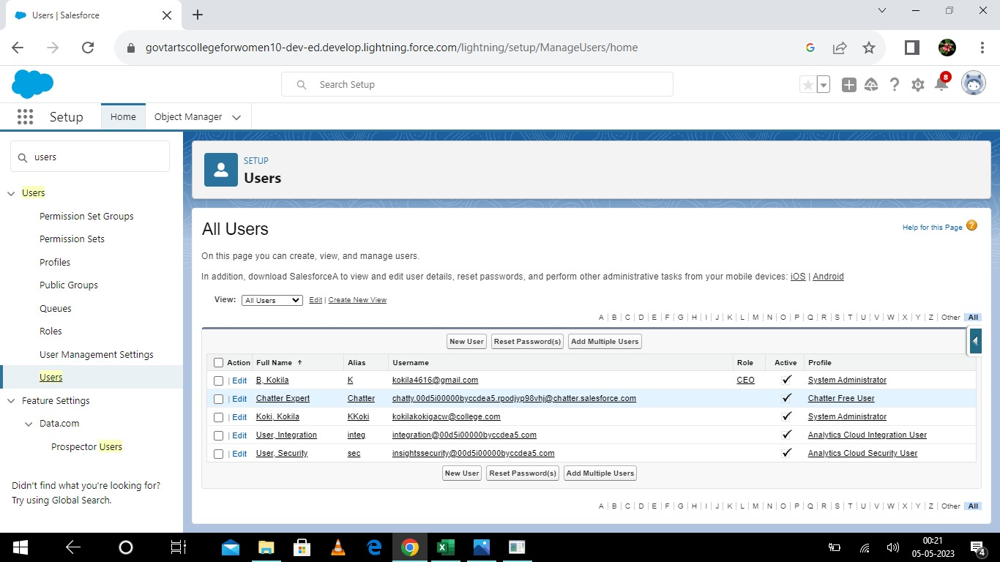 Users | Salesforce
govtartscollegeforwomen10-dev-ed.develop.lightning.force.com/lightning/setup/ManageUsers/home
Search Setup
8
Setup
Home
Object Manager
users
Users
Permission Set Groups
Permission Sets
Profiles
Public Groups
Queues
Roles
User Management Settings
Users
Feature Settings
Data.com
Prospector Users
Didn't find what you're looking for?
Try using Global Search.
SETUP
Users
All Users
Help for this Page ?
On this page you can create, view, and manage users.
In addition, download SalesforceA to view and edit user details, reset passwords, and perform other administrative tasks from your mobile devices: iOS | Android
View: All Users Edit | Create New View
A | B | C | D | E | F | G | H | I | J | K | L | M | N | O | P | Q | R | S | T | U | V | W | X | Y | Z | Other | All
New User Reset Password(s) Add Multiple Users
Action Full Name ↑ Alias Username Role Active Profile
| Edit B, Kokila K kokila4616@gmail.com CEO ✓ System Administrator
| Edit Chatter Expert Chatter chatty.00d5i00000byccdea5.rpodjyp98vhj@chatter.salesforce.com ✓ Chatter Free User
| Edit Koki, Kokila KKoki kokilakokigacw@college.com ✓ System Administrator
| Edit User, Integration integ integration@00d5i00000byccdea5.com ✓ Analytics Cloud Integration User
| Edit User, Security sec insightssecurity@00d5i00000byccdea5.com ✓ Analytics Cloud Security User
New User Reset Password(s) Add Multiple Users
A | B | C | D | E | F | G | H | I | J | K | L | M | N | O | P | Q | R | S | T | U | V | W | X | Y | Z | Other | All
00:21
05-05-2023
4